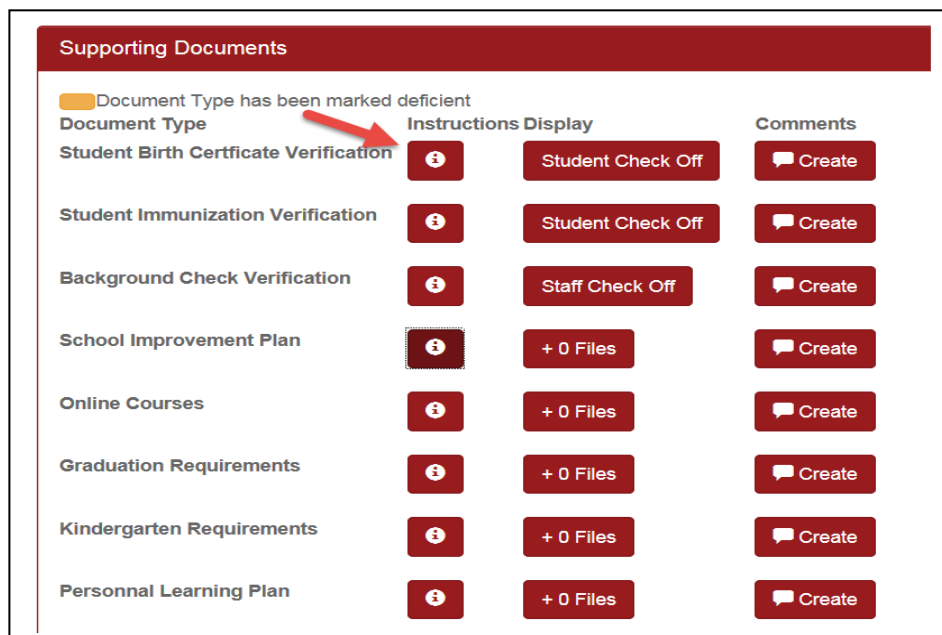 Supporting Documents
Document Type has been marked deficient
Document Type Instructions Display Comments
Student Birth Certficate Verification Student Check Off Create
Student Immunization Verification Student Check Off Create
Background Check Verification Staff Check Off Create
School Improvement Plan + 0 Files Create
Online Courses + 0 Files Create
Graduation Requirements + 0 Files Create
Kindergarten Requirements + 0 Files Create
Personnal Learning Plan + 0 Files Create